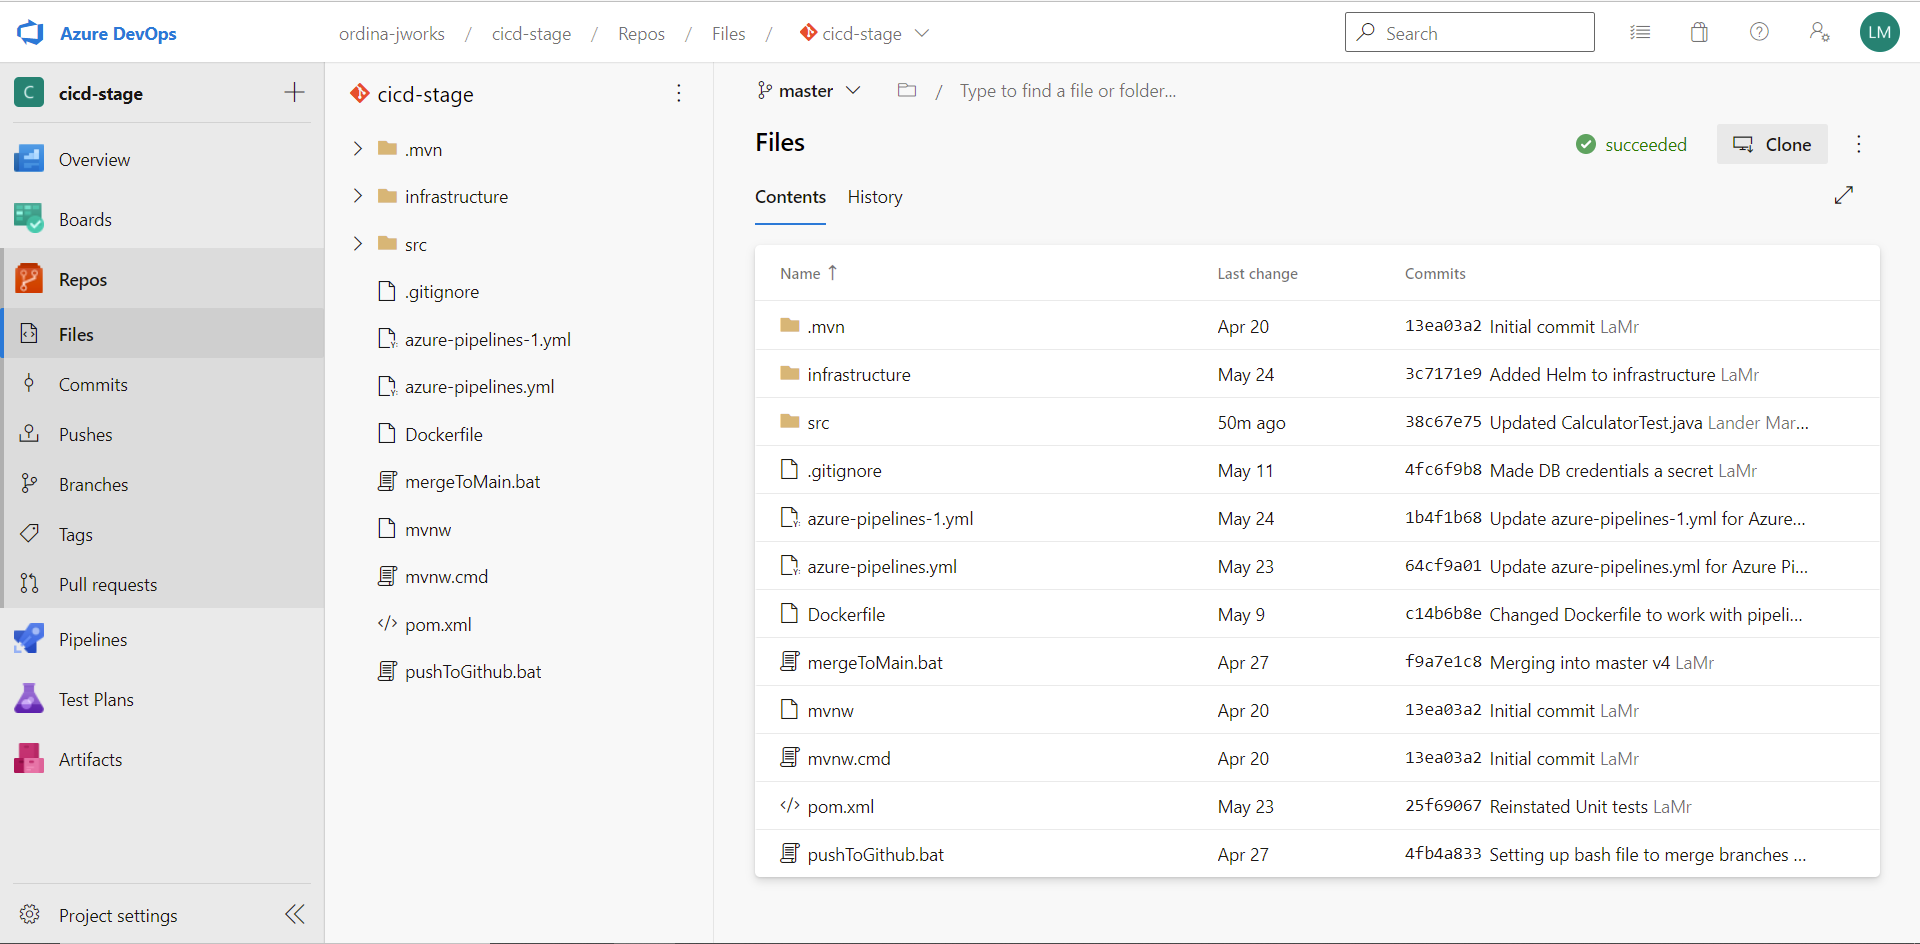 Azure DevOps
ordina-jworks / cicd-stage / Repos / Files / cicd-stage
Search
LM
C cicd-stage
Overview
Boards
Repos
Files
Commits
Pushes
Branches
Tags
Pull requests
Pipelines
Test Plans
Artifacts
Project settings
cicd-stage
.mvn
infrastructure
src
.gitignore
azure-pipelines-1.yml
azure-pipelines.yml
Dockerfile
mergeToMain.bat
mvnw
mvnw.cmd
pom.xml
pushToGithub.bat
master / Type to find a file or folder...
Files
succeeded
Clone
Contents History
Name Last change Commits
.mvn Apr 20 13ea03a2 Initial commit LaMr
infrastructure May 24 3c7171e9 Added Helm to infrastructure LaMr
src 50m ago 38c67e75 Updated CalculatorTest.java Lander Mar...
.gitignore May 11 4fc6f9b8 Made DB credentials a secret LaMr
azure-pipelines-1.yml May 24 1b4f1b68 Update azure-pipelines-1.yml for Azure...
azure-pipelines.yml May 23 64cf9a01 Update azure-pipelines.yml for Azure Pi...
Dockerfile May 9 c14b6b8e Changed Dockerfile to work with pipeli...
mergeToMain.bat Apr 27 f9a7e1c8 Merging into master v4 LaMr
mvnw Apr 20 13ea03a2 Initial commit LaMr
mvnw.cmd Apr 20 13ea03a2 Initial commit LaMr
pom.xml May 23 25f69067 Reinstated Unit tests LaMr
pushToGithub.bat Apr 27 4fb4a833 Setting up bash file to merge branches ...